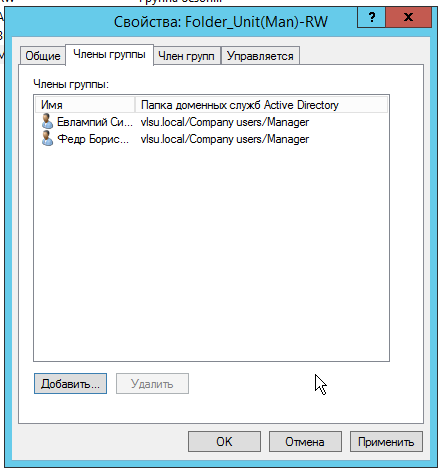 Свойства: Folder_Unit(Man)-RW
? x
Общие Члены группы Член групп Управляется
Члены группы:
Имя Папка доменных служб Active Directory
Евлампий Си... vlsu.local/Company users/Manager
Федр Борис... vlsu.local/Company users/Manager
Добавить... Удалить
OK Отмена Применить